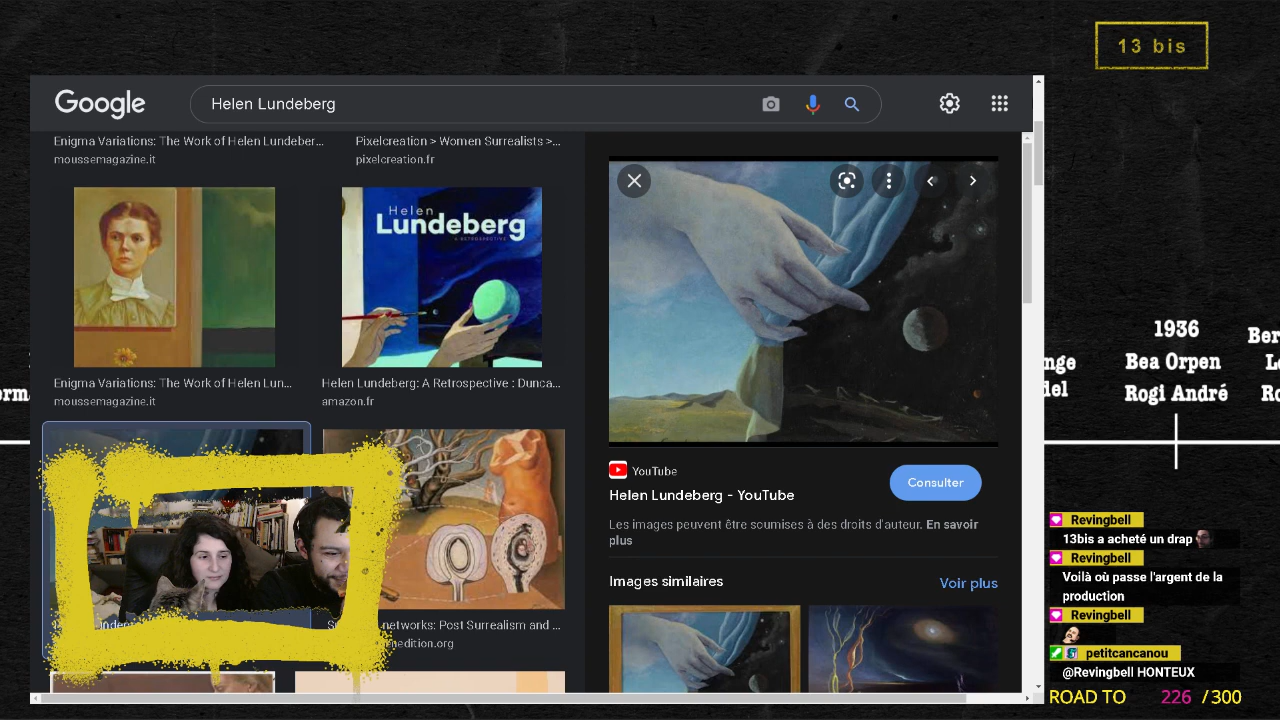 13 bis
Google
Helen Lundeberg
Enigma Variations: The Work of Helen Lundeber...
moussemagazine.it
Pixelcreation > Women Surrealists >...
pixelcreation.fr
Helen
Lundeberg
A RETROSPECTIVE
Enigma Variations: The Work of Helen Lun...
moussemagazine.it
Helen Lundeberg: A Retrospective : Dunca...
amazon.fr
networks: Post Surrealism and ...
YouTube
Helen Lundeberg - YouTube
Consulter
Les images peuvent être soumises à des droits d'auteur. En savoir
plus
Images similaires
Voir plus
1936
Bea Orpen
Rogi André
Revingbell
13bis a acheté un drap
Revingbell
Voilà où passe l'argent de la
production
Revingbell
petitcancanou
@Revingbell HONTEUX
ROAD TO 226 / 300